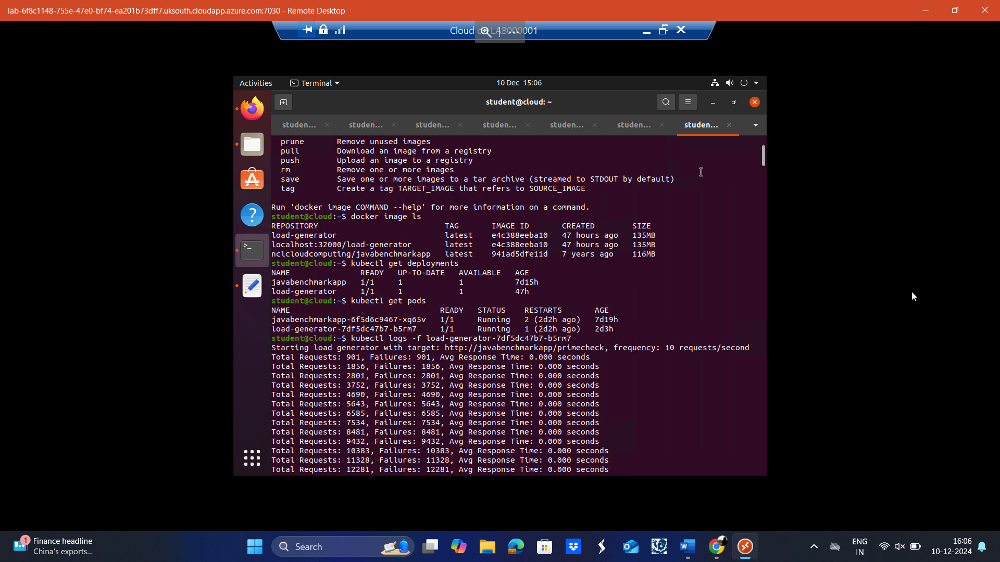 lab-6f8c1148-755e-47e0-bf74-ea201b73dff7.uksouth.cloudapp.azure.com:7030 - Remote Desktop
Cloud on LAB000001
Activities Terminal 10 Dec 15:06
student@cloud: ~
studen... studen... studen... studen... studen... studen... studen...
prune Remove unused images
pull Download an image from a registry
push Upload an image to a registry
rm Remove one or more images
save Save one or more images to a tar archive (streamed to STDOUT by default)
tag Create a tag TARGET_IMAGE that refers to SOURCE_IMAGE
Run 'docker image COMMAND --help' for more information on a command.
student@cloud:~$ docker image ls
REPOSITORY TAG IMAGE ID CREATED SIZE
load-generator latest e4c388eeba10 47 hours ago 135MB
localhost:32000/load-generator latest e4c388eeba10 47 hours ago 135MB
nclcloudcomputing/javabenchmarkapp latest 941ad5dfe11d 7 years ago 116MB
student@cloud:~$ kubectl get deployments
NAME READY UP-TO-DATE AVAILABLE AGE
javabenchmarkapp 1/1 1 1 7d15h
load-generator 1/1 1 1 47h
student@cloud:~$ kubectl get pods
NAME READY STATUS RESTARTS AGE
javabenchmarkapp-6f5d6c9467-xq65v 1/1 Running 2 (2d2h ago) 7d19h
load-generator-7df5dc47b7-b5rm7 1/1 Running 1 (2d2h ago) 2d3h
student@cloud:~$ kubectl logs -f load-generator-7df5dc47b7-b5rm7
Starting load generator with target: http://javabenchmarkapp/primecheck, frequency: 10 requests/second
Total Requests: 901, Failures: 901, Avg Response Time: 0.000 seconds
Total Requests: 1856, Failures: 1856, Avg Response Time: 0.000 seconds
Total Requests: 2801, Failures: 2801, Avg Response Time: 0.000 seconds
Total Requests: 3752, Failures: 3752, Avg Response Time: 0.000 seconds
Total Requests: 4690, Failures: 4690, Avg Response Time: 0.000 seconds
Total Requests: 5643, Failures: 5643, Avg Response Time: 0.000 seconds
Total Requests: 6585, Failures: 6585, Avg Response Time: 0.000 seconds
Total Requests: 7534, Failures: 7534, Avg Response Time: 0.000 seconds
Total Requests: 8481, Failures: 8481, Avg Response Time: 0.000 seconds
Total Requests: 9432, Failures: 9432, Avg Response Time: 0.000 seconds
Total Requests: 10383, Failures: 10383, Avg Response Time: 0.000 seconds
Total Requests: 11328, Failures: 11328, Avg Response Time: 0.000 seconds
Total Requests: 12281, Failures: 12281, Avg Response Time: 0.000 seconds
1 Finance headline
China's exports...
Search
ENG
IN
16:06
10-12-2024